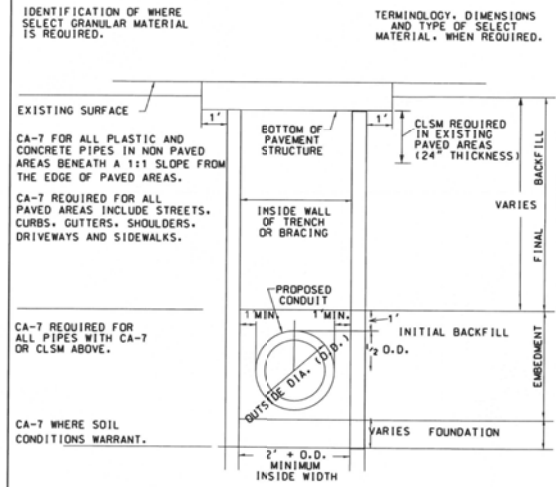 IDENTIFICATION OF WHERE
SELECT GRANULAR MATERIAL
IS REQUIRED.
TERMINOLOGY, DIMENSIONS
AND TYPE OF SELECT
MATERIAL, WHEN REQUIRED.
EXISTING SURFACE
1'
BOTTOM OF
PAVEMENT
STRUCTURE
1'
CLSM REQUIRED
IN EXISTING
PAVED AREAS
(24" THICKNESS)
CA-7 FOR ALL PLASTIC AND
CONCRETE PIPES IN NON PAVED
AREAS BENEATH A 1:1 SLOPE FROM
THE EDGE OF PAVED AREAS.
CA-7 REQUIRED FOR ALL
PAVED AREAS INCLUDE STREETS,
CURBS, GUTTERS, SHOULDERS,
DRIVEWAYS AND SIDEWALKS.
INSIDE WALL
OF TRENCH
OR BRACING
VARIES
FINAL BACKFILL
PROPOSED
CONDUIT
1'MIN.
1'MIN.
1'
INITIAL BACKFILL
1/2 O.D.
OUTSIDE DIA. (O.D.)
EMBEDMENT
CA-7 REQUIRED FOR
ALL PIPES WITH CA-7
OR CLSM ABOVE.
CA-7 WHERE SOIL
CONDITIONS WARRANT.
VARIES FOUNDATION
2' + O.D.
MINIMUM
INSIDE WIDTH